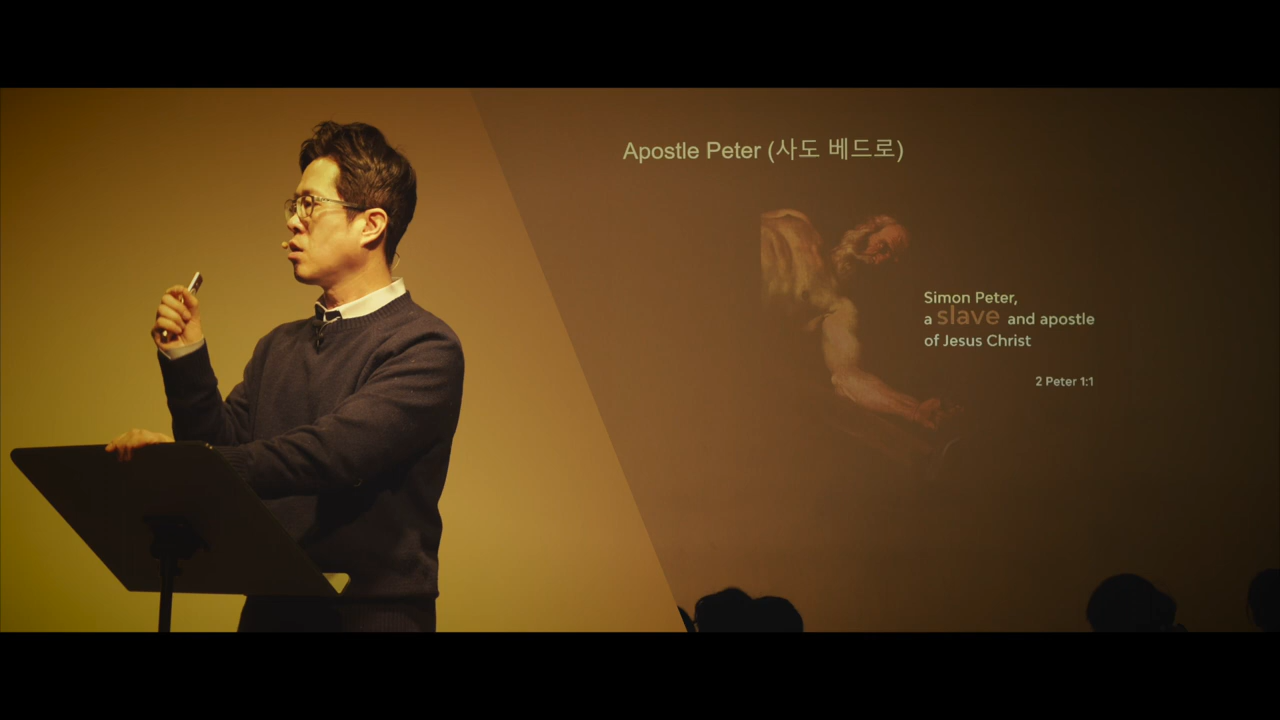 Apostle Peter (사도 베드로)
Simon Peter,
a slave and apostle
of Jesus Christ
2 Peter 1:1